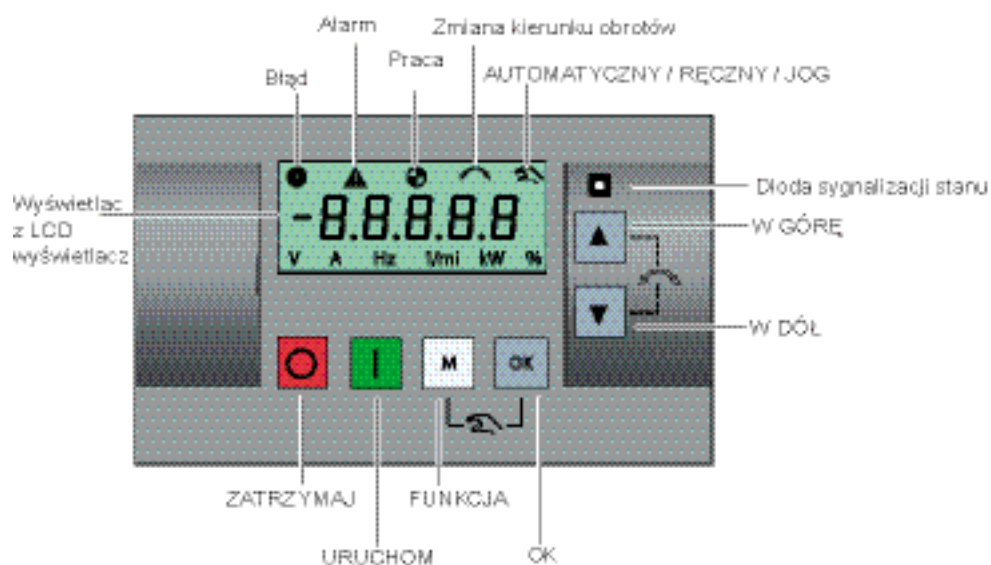 Alarm
Zmiana kierunku obrotów
Praca
Błąd
AUTOMATYCZNY / RĘCZNY / JOG
Wyświetlac
z LCD
wyświetlacz
-8.8.8.8.8
V A Hz 1/mi kW %
Dioda sygnalizacji stanu
W GÓRĘ
W DÓŁ
M
OK
ZATRZYMAJ
FUNKCJA
URUCHOM
OK